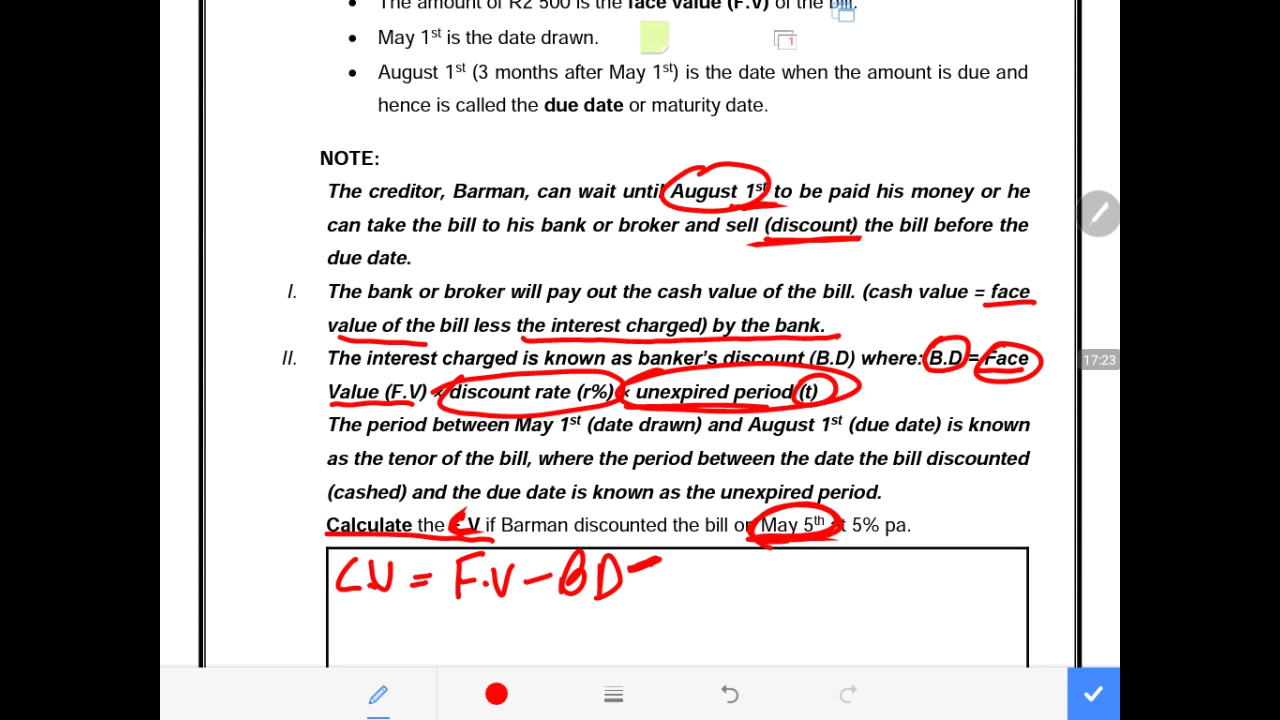 • The amount of R2 500 is the face value (F.V) of the bill.
• May 1st is the date drawn.
• August 1st (3 months after May 1st) is the date when the amount is due and
hence is called the due date or maturity date.
NOTE:
The creditor, Barman, can wait until August 1st to be paid his money or he
can take the bill to his bank or broker and sell (discount) the bill before the
due date.
I. The bank or broker will pay out the cash value of the bill. (cash value = face
value of the bill less the interest charged) by the bank.
II. The interest charged is known as banker's discount (B.D) where: B.D = Face
Value (F.V) × discount rate (r%) × unexpired period (t)
The period between May 1st (date drawn) and August 1st (due date) is known
as the tenor of the bill, where the period between the date the bill discounted
(cashed) and the due date is known as the unexpired period.
Calculate the C V if Barman discounted the bill on May 5th at 5% pa.
CV = F.V - BD -
17:23
1